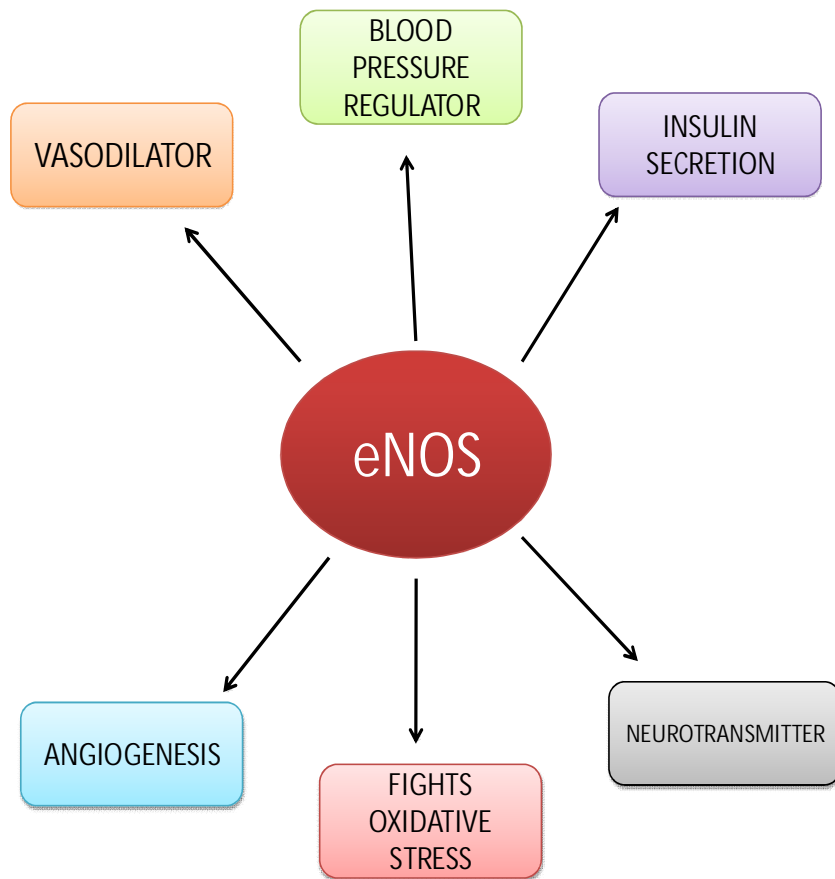 BLOOD
PRESSURE
REGULATOR
VASODILATOR
INSULIN
SECRETION
eNOS
ANGIOGENESIS
NEUROTRANSMITTER
FIGHTS
OXIDATIVE
STRESS